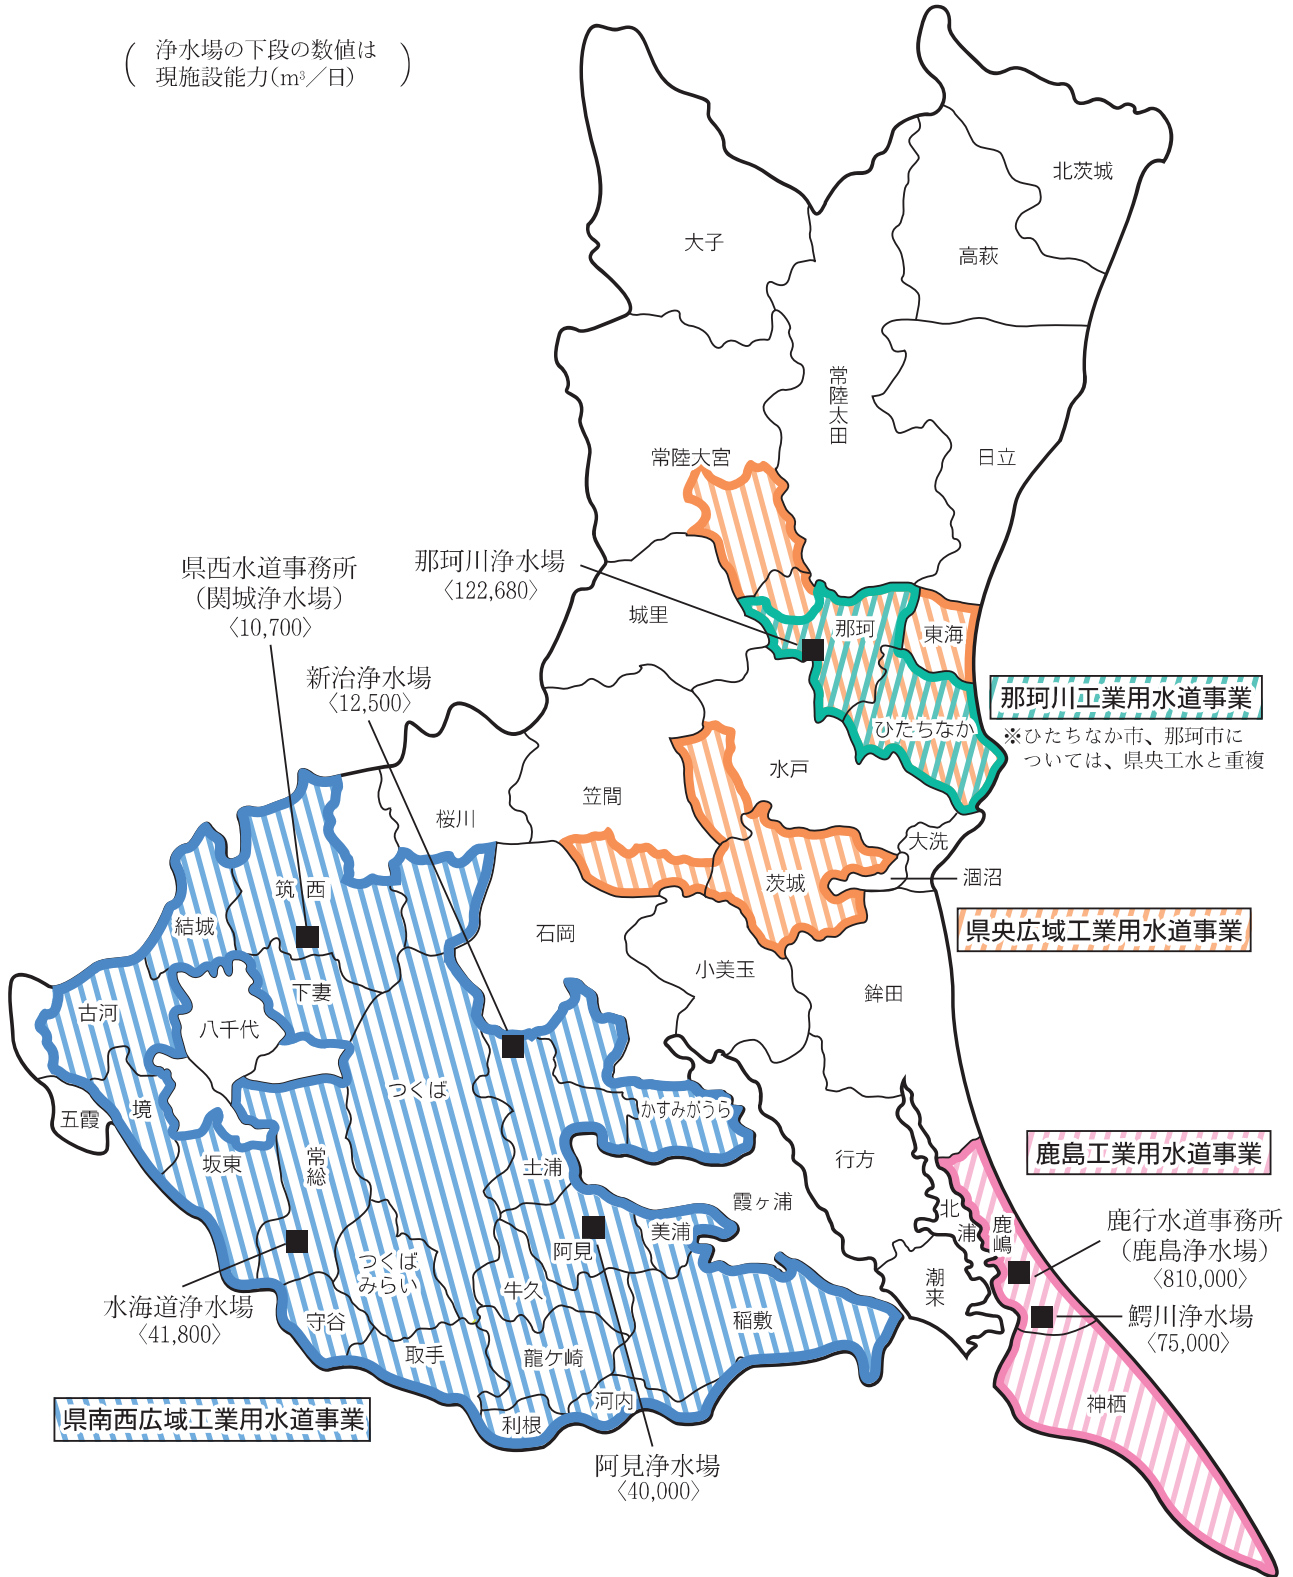 浄水場の下段の数値は
現施設能力(m³／日)
北茨城
大子
高萩
常陸太田
常陸大宮
日立
那珂川浄水場
〈122,680〉
県西水道事務所
(関城浄水場)
〈10,700〉
城里
那珂
東海
新治浄水場
〈12,500〉
那珂川工業用水道事業
※ひたちなか市、那珂市に
ついては、県央工水と重複
ひたちなか
水戸
笠間
桜川
大洗
涸沼
茨城
筑西
結城
石岡
県央広域工業用水道事業
小美玉
鉾田
下妻
古河
八千代
つくば
かすみがうら
境
五霞
坂東
常総
土浦
行方
鹿島工業用水道事業
霞ヶ浦
北浦
鹿嶋
鹿行水道事務所
(鹿島浄水場)
〈810,000〉
美浦
阿見
つくば
みらい
牛久
潮来
水海道浄水場
〈41,800〉
鰐川浄水場
〈75,000〉
守谷
稲敷
取手
龍ケ崎
河内
神栖
県南西広域工業用水道事業
利根
阿見浄水場
〈40,000〉